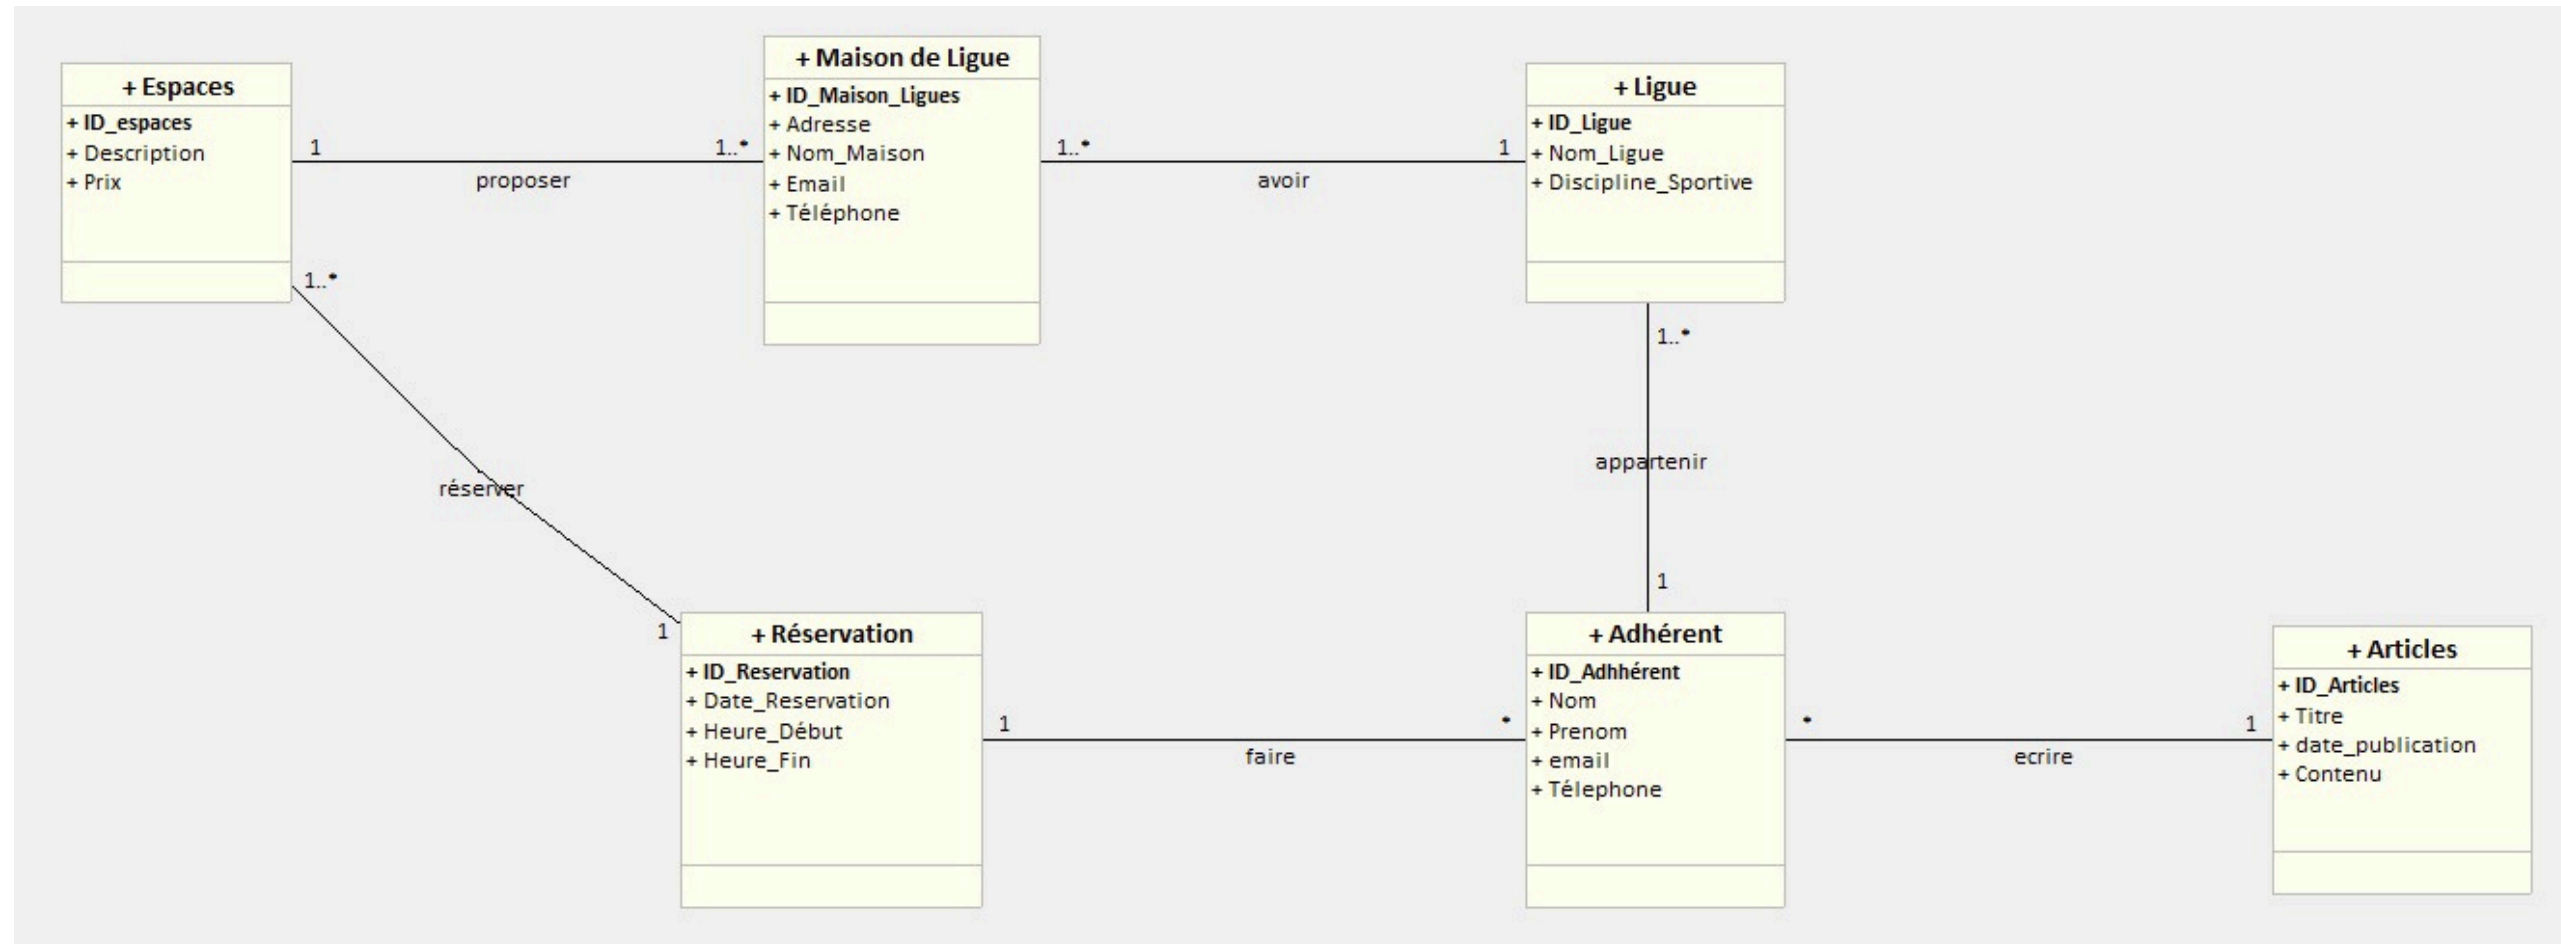 + Espaces
+ ID_espaces
+ Description
+ Prix
1
proposer
1..*
+ Maison de Ligue
+ ID_Maison_Ligues
+ Adresse
+ Nom_Maison
+ Email
+ Téléphone
1..*
avoir
1
+ Ligue
+ ID_Ligue
+ Nom_Ligue
+ Discipline_Sportive
1..*
réserver
1
1..*
appartenir
1
+ Réservation
+ ID_Reservation
+ Date_Reservation
+ Heure_Début
+ Heure_Fin
1
faire
*
+ Adhérent
+ ID_Adhhérent
+ Nom
+ Prenom
+ email
+ Télephone
*
ecrire
1
+ Articles
+ ID_Articles
+ Titre
+ date_publication
+ Contenu